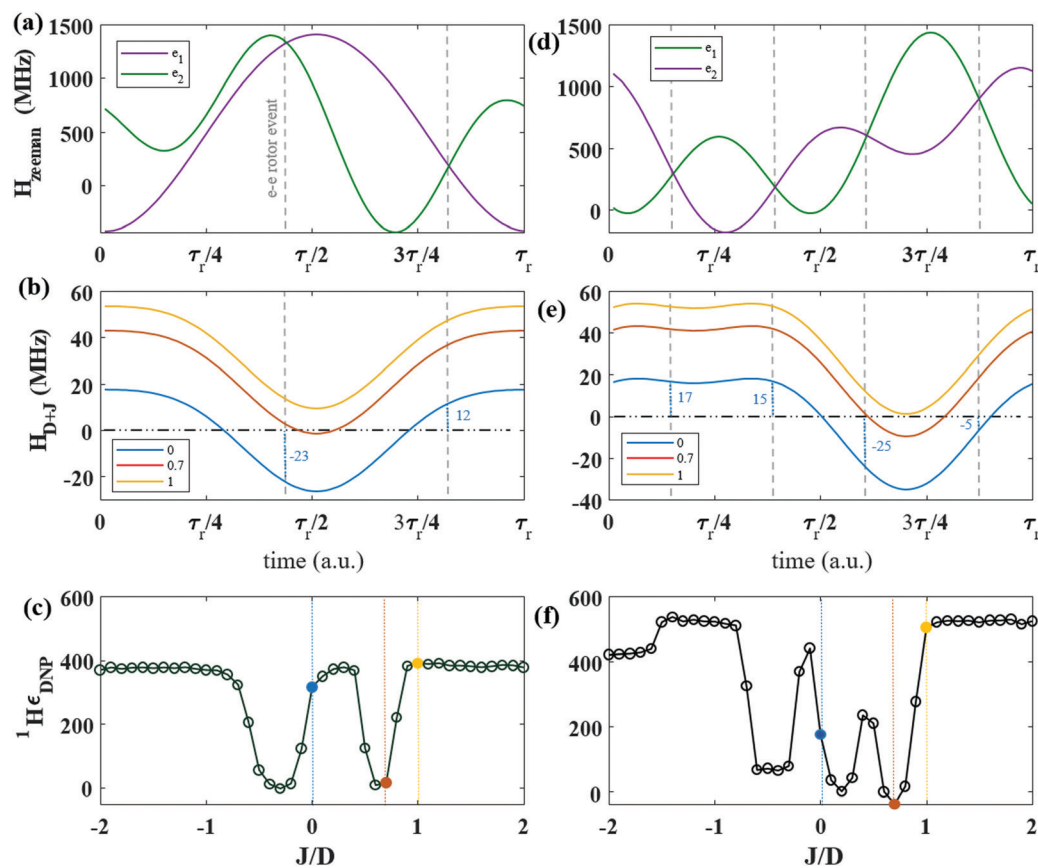 (a)
1500
1000
500
0
H_zeeman (MHz)
e1
e2
e-e rotor event
0
τr/4
τr/2
3τr/4
τr
(b)
60
40
20
0
-20
H_D+J (MHz)
0
0.7
1
-23
12
0
τr/4
τr/2
3τr/4
τr
time (a.u.)
(c)
600
400
200
0
1HϵDNP
-2
-1
0
1
2
J/D
(d)
1500
1000
500
0
e1
e2
0
τr/4
τr/2
3τr/4
τr
(e)
60
40
20
0
-20
-40
17
15
-25
-5
0
0.7
1
0
τr/4
τr/2
3τr/4
τr
time (a.u.)
(f)
600
400
200
0
-2
-1
0
1
2
J/D